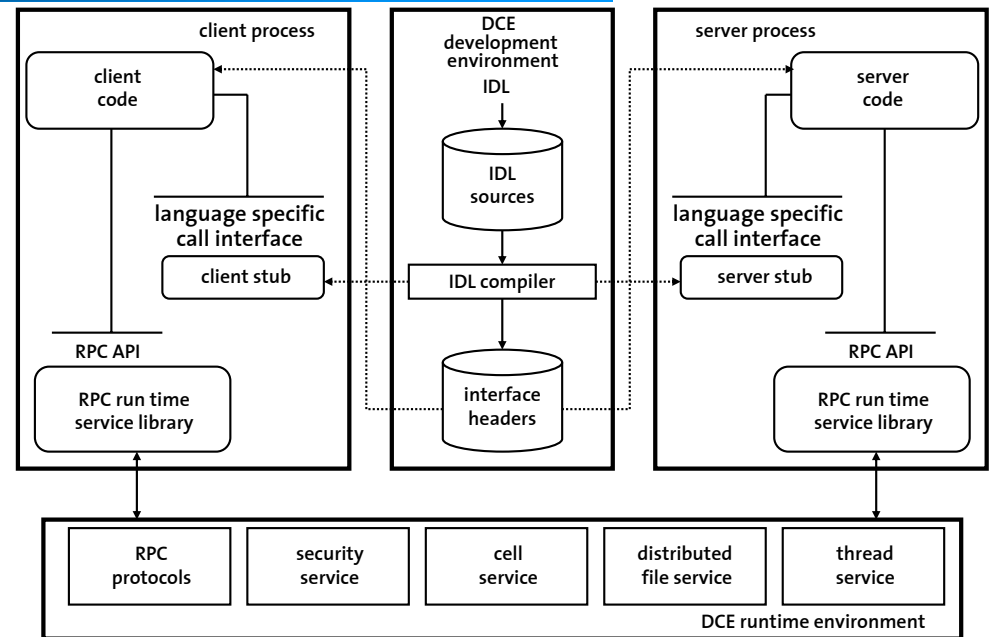 client process
client
code
language specific
call interface
client stub
RPC API
RPC run time
service library
DCE
development
environment
IDL
IDL
sources
IDL compiler
interface
headers
server process
server
code
language specific
call interface
server stub
RPC API
RPC run time
service library
RPC
protocols
security
service
cell
service
distributed
file service
thread
service
DCE runtime environment